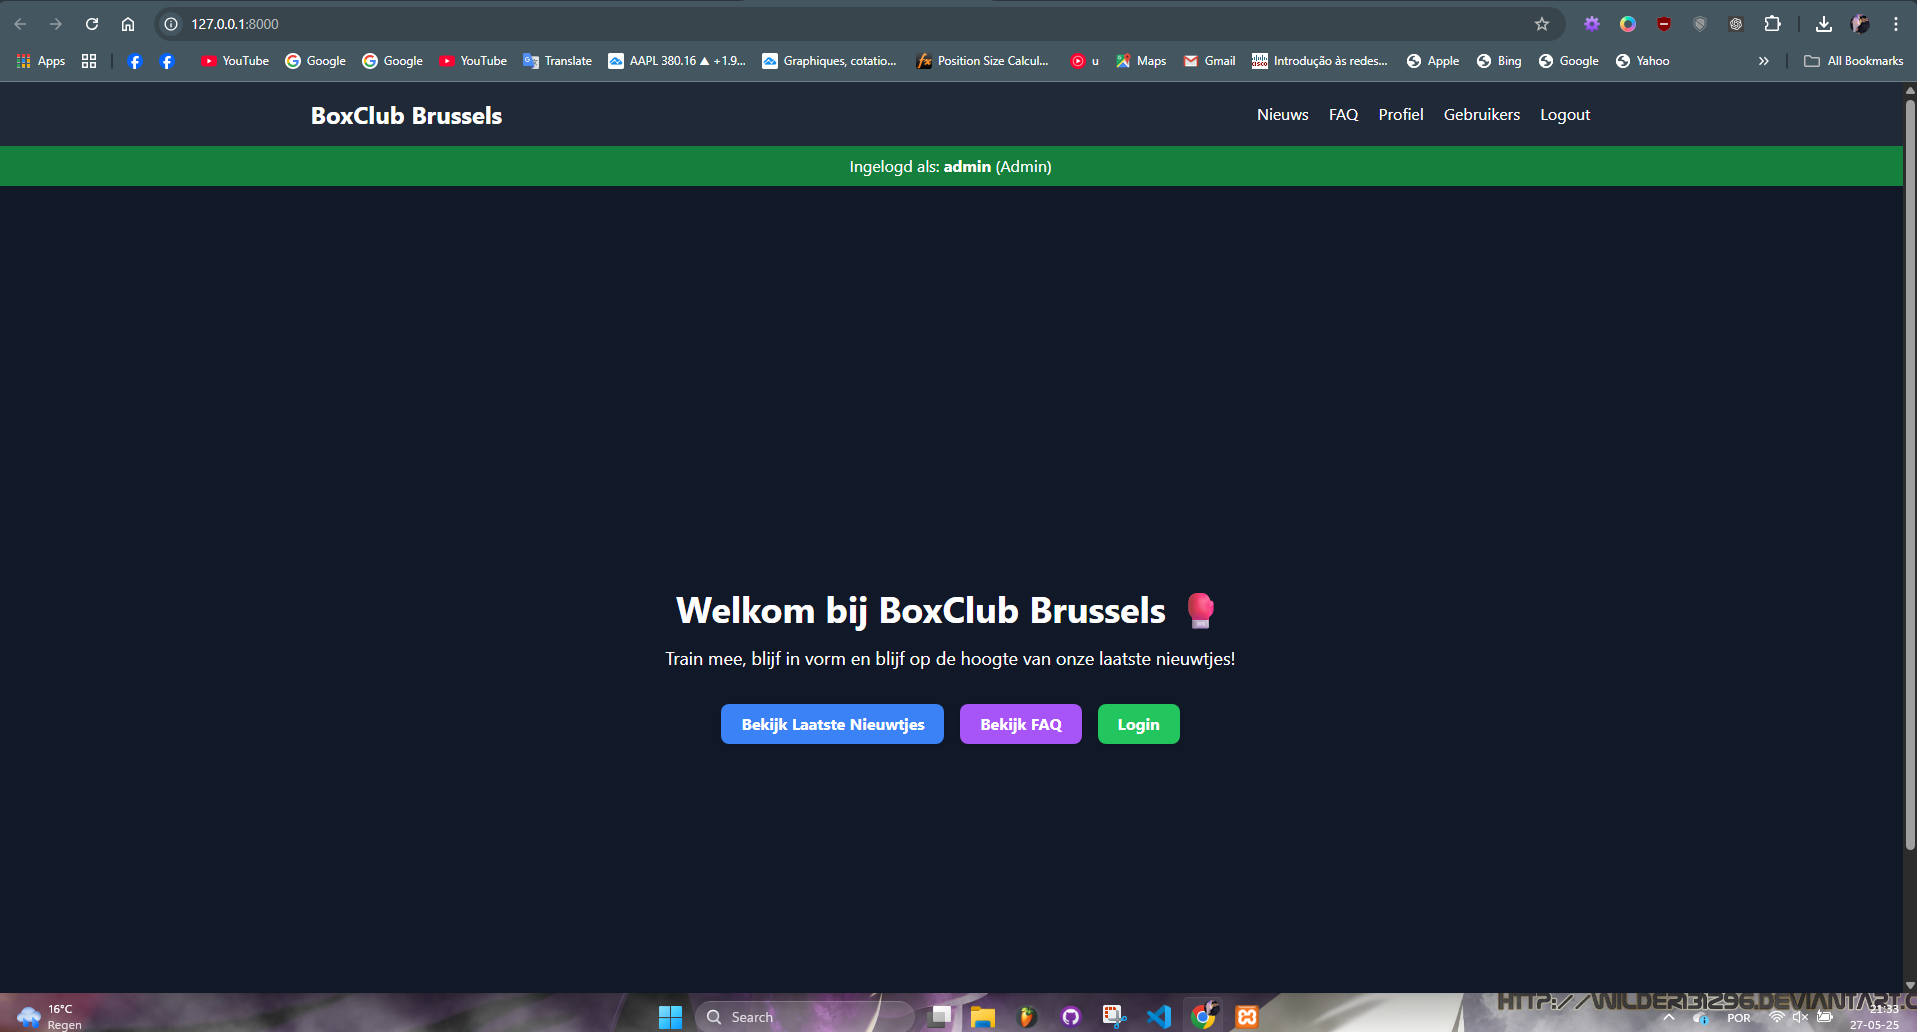 127.0.0.1:8000
Apps YouTube Google Google YouTube Translate AAPL 380.16 ▲ +1.9... Graphiques, cotatio... fx Position Size Calcul... u Maps Gmail Introdução às redes... Apple Bing Google Yahoo » All Bookmarks
BoxClub Brussels Nieuws FAQ Profiel Gebruikers Logout
Ingelogd als: admin (Admin)
Welkom bij BoxClub Brussels
Train mee, blijf in vorm en blijf op de hoogte van onze laatste nieuwtjes!
Bekijk Laatste Nieuwtjes Bekijk FAQ Login
HTTP://WILDER131296.DEVIANTART.C
16°C
Regen
Search
POR
21:33
27-05-25